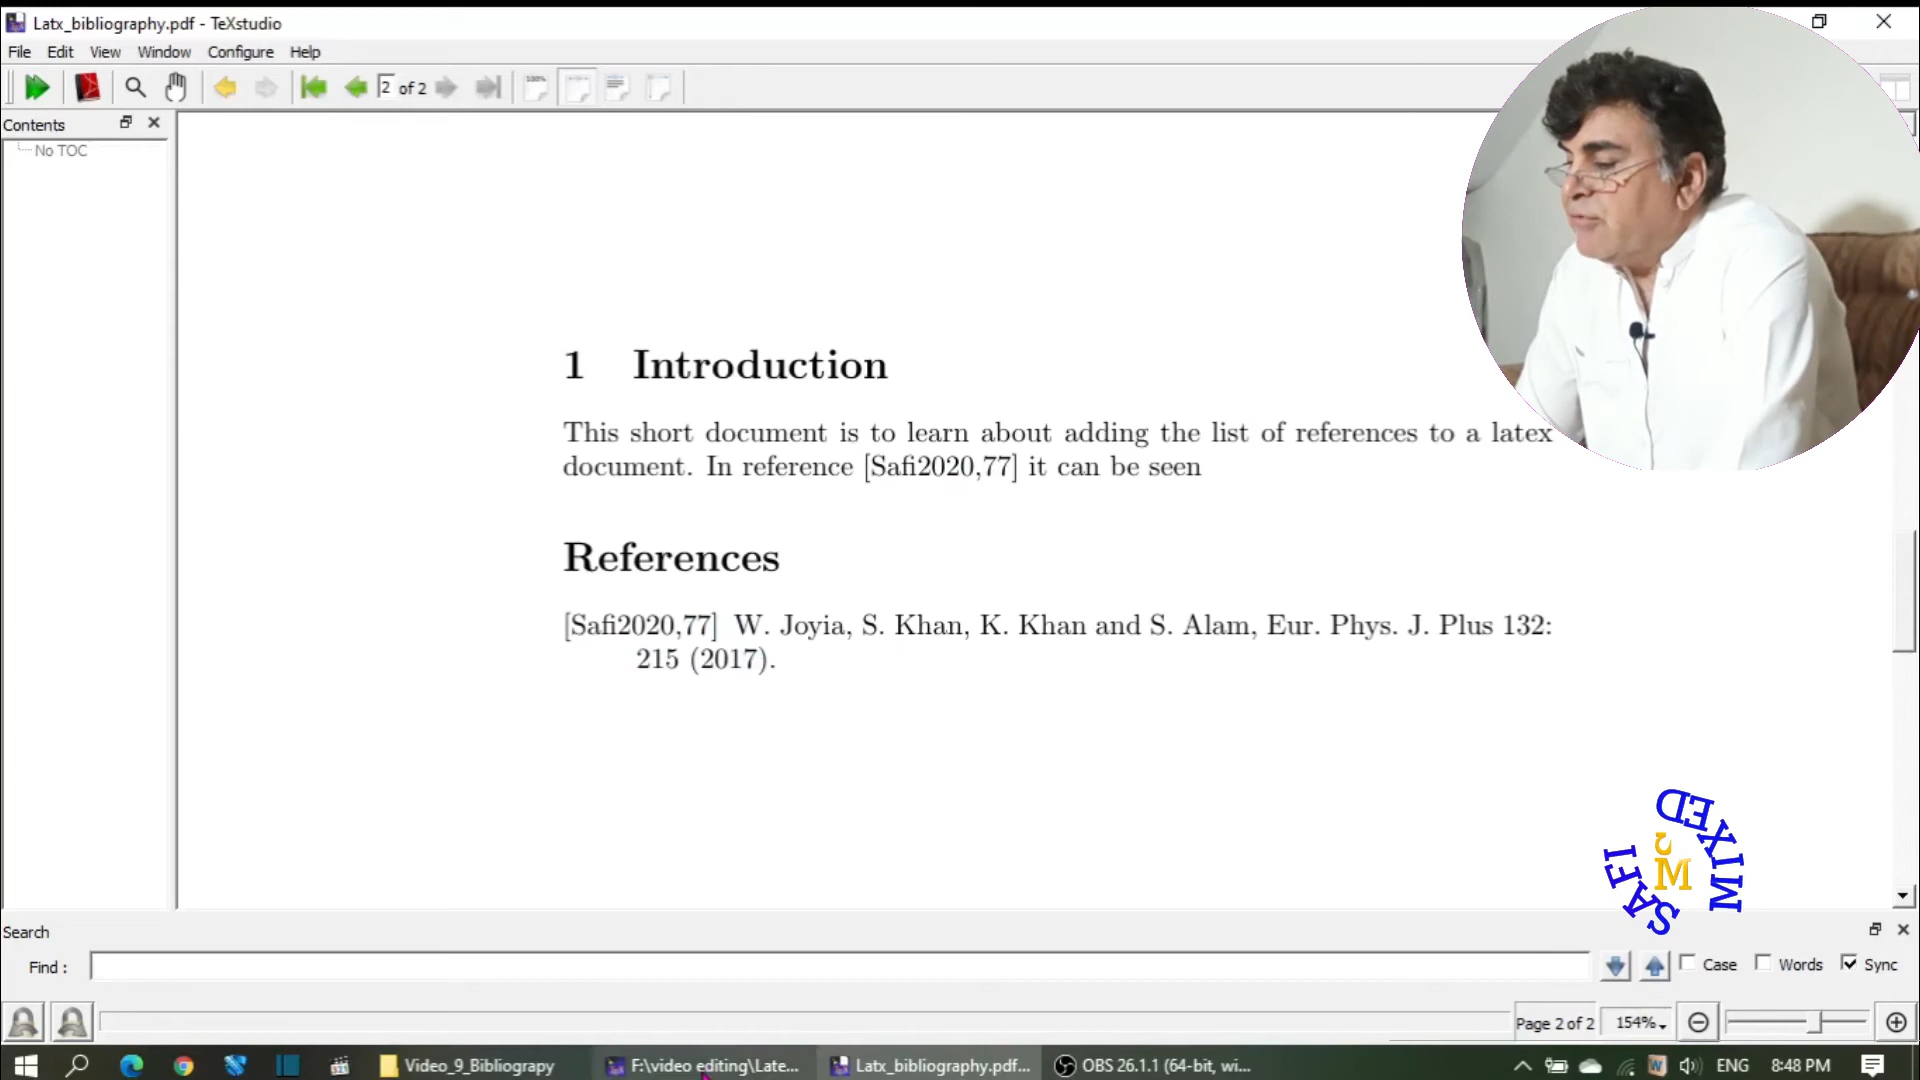 Latx_bibliography.pdf - TeXstudio
File Edit View Window Configure Help
2 of 2
100%
Contents
No TOC
1 Introduction
This short document is to learn about adding the list of references to a latex
document. In reference [Safi2020,77] it can be seen
References
[Safi2020,77] W. Joyia, S. Khan, K. Khan and S. Alam, Eur. Phys. J. Plus 132:
215 (2017).
SAFI MIXED
M
Search
Find :
Case Words Sync
Page 2 of 2 154%
Video_9_Bibliograpy F:\video editing\Late... Latx_bibliography.pdf... OBS 26.1.1 (64-bit, wi... ENG 8:48 PM